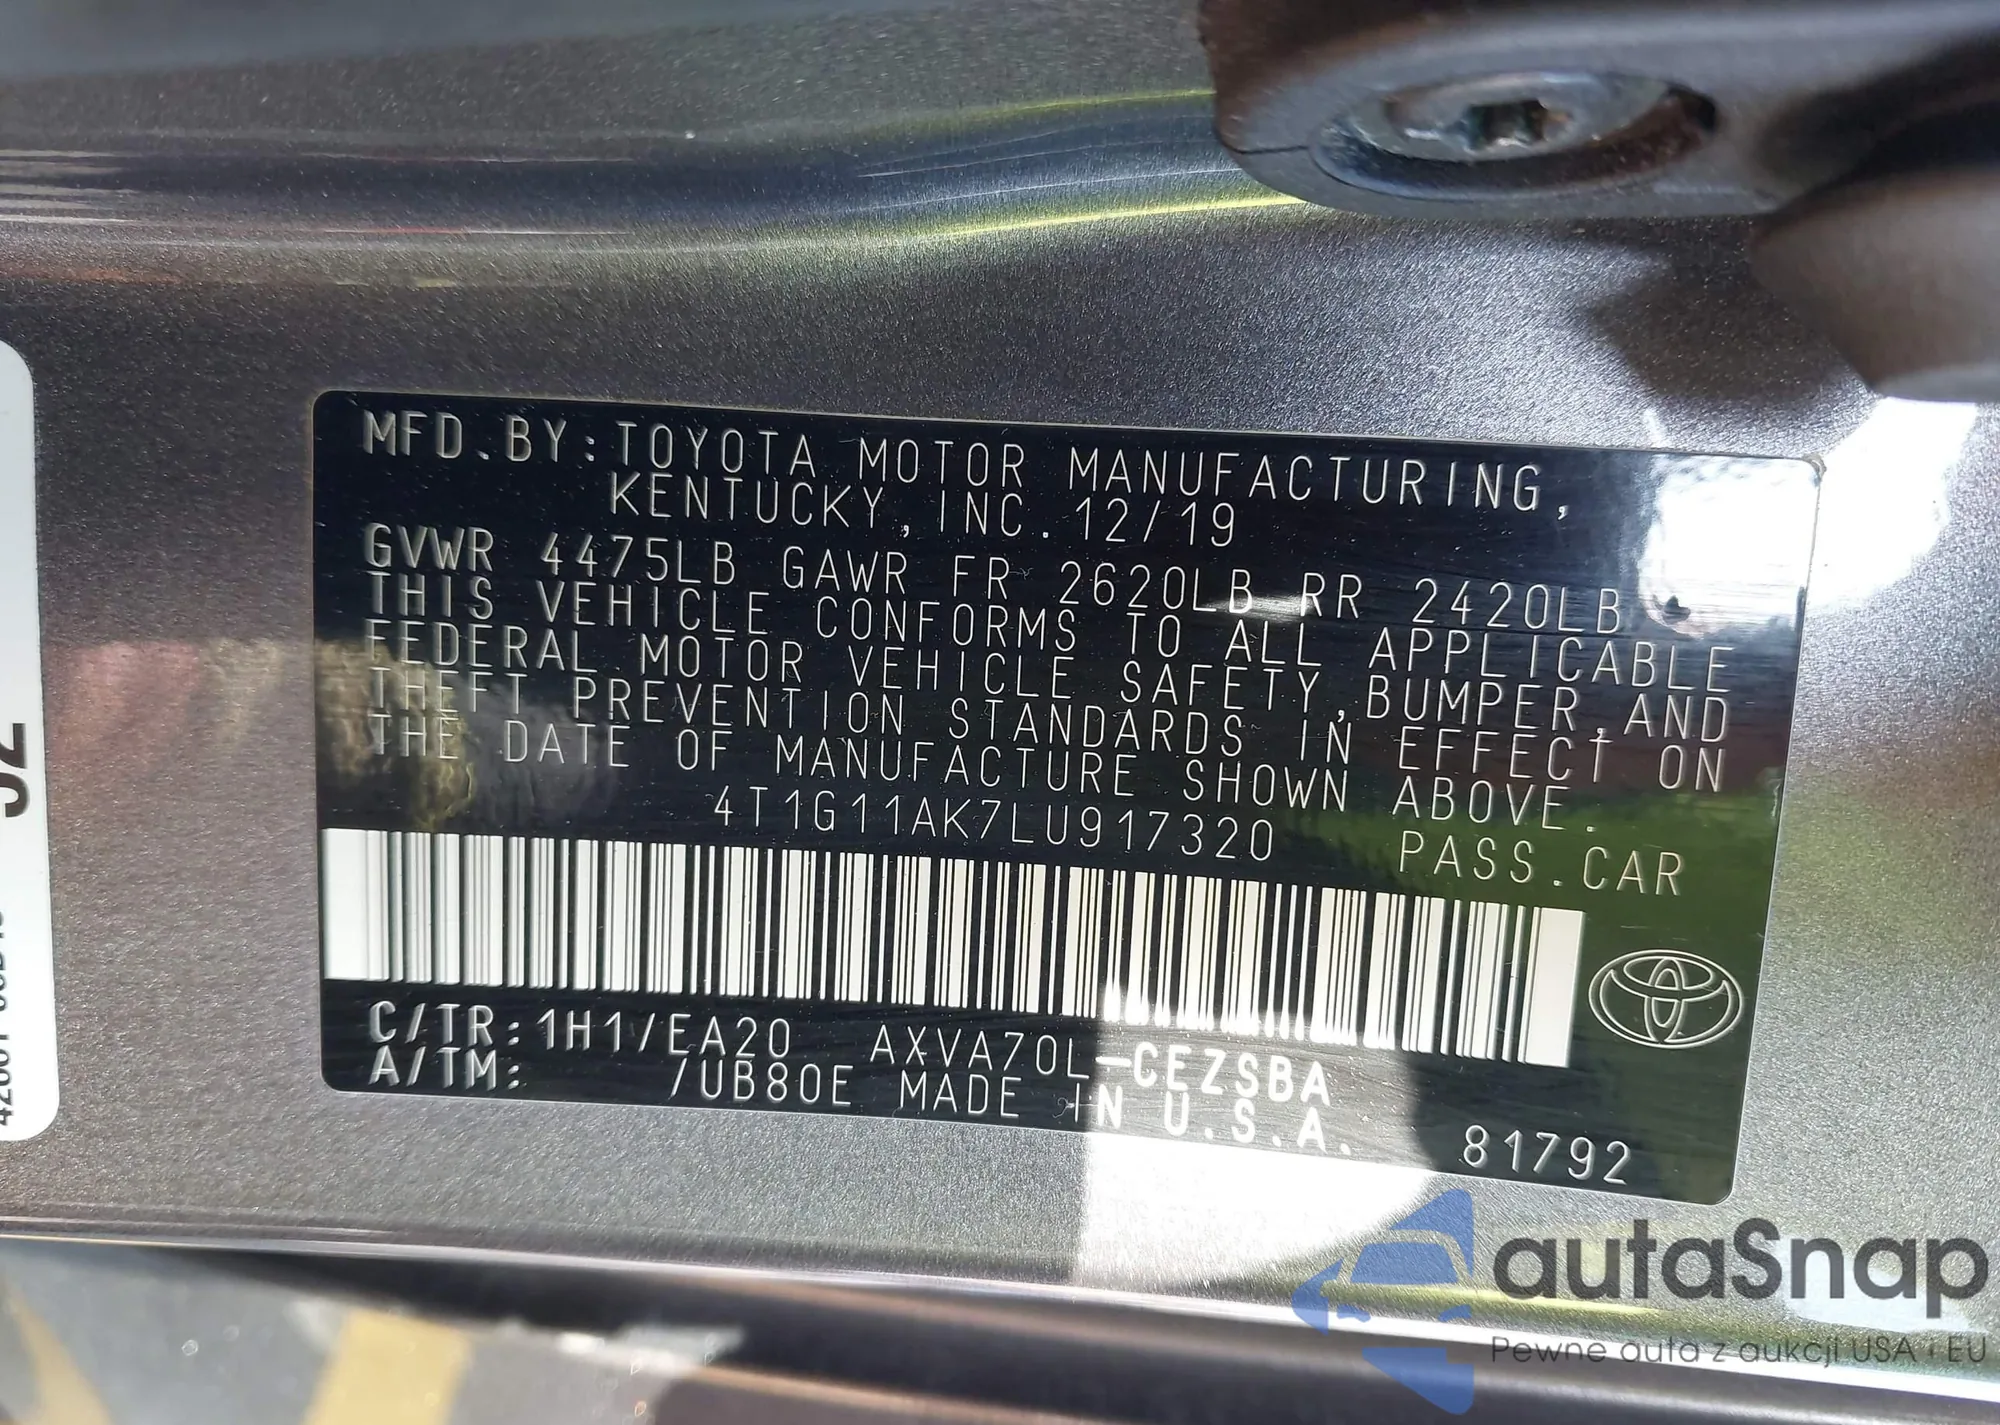 MFD.BY:TOYOTA MOTOR MANUFACTURING,
KENTUCKY, INC. 12/19
GVWR 4475LB GAWR FR 2620LB RR 2420LB
THIS VEHICLE CONFORMS TO ALL APPLICABLE
FEDERAL MOTOR VEHICLE SAFETY, BUMPER, AND
THEFT PREVENTION STANDARDS IN EFFECT ON
THE DATE OF MANUFACTURE SHOWN ABOVE.
4T1G11AK7LU917320 PASS.CAR
C/TR:1H1/EA20 AXVA70L-CEZSBA
A/TM: /UB80E MADE IN U.S.A.
81792
autaSnap
Pewne auta z aukcji USA i EU